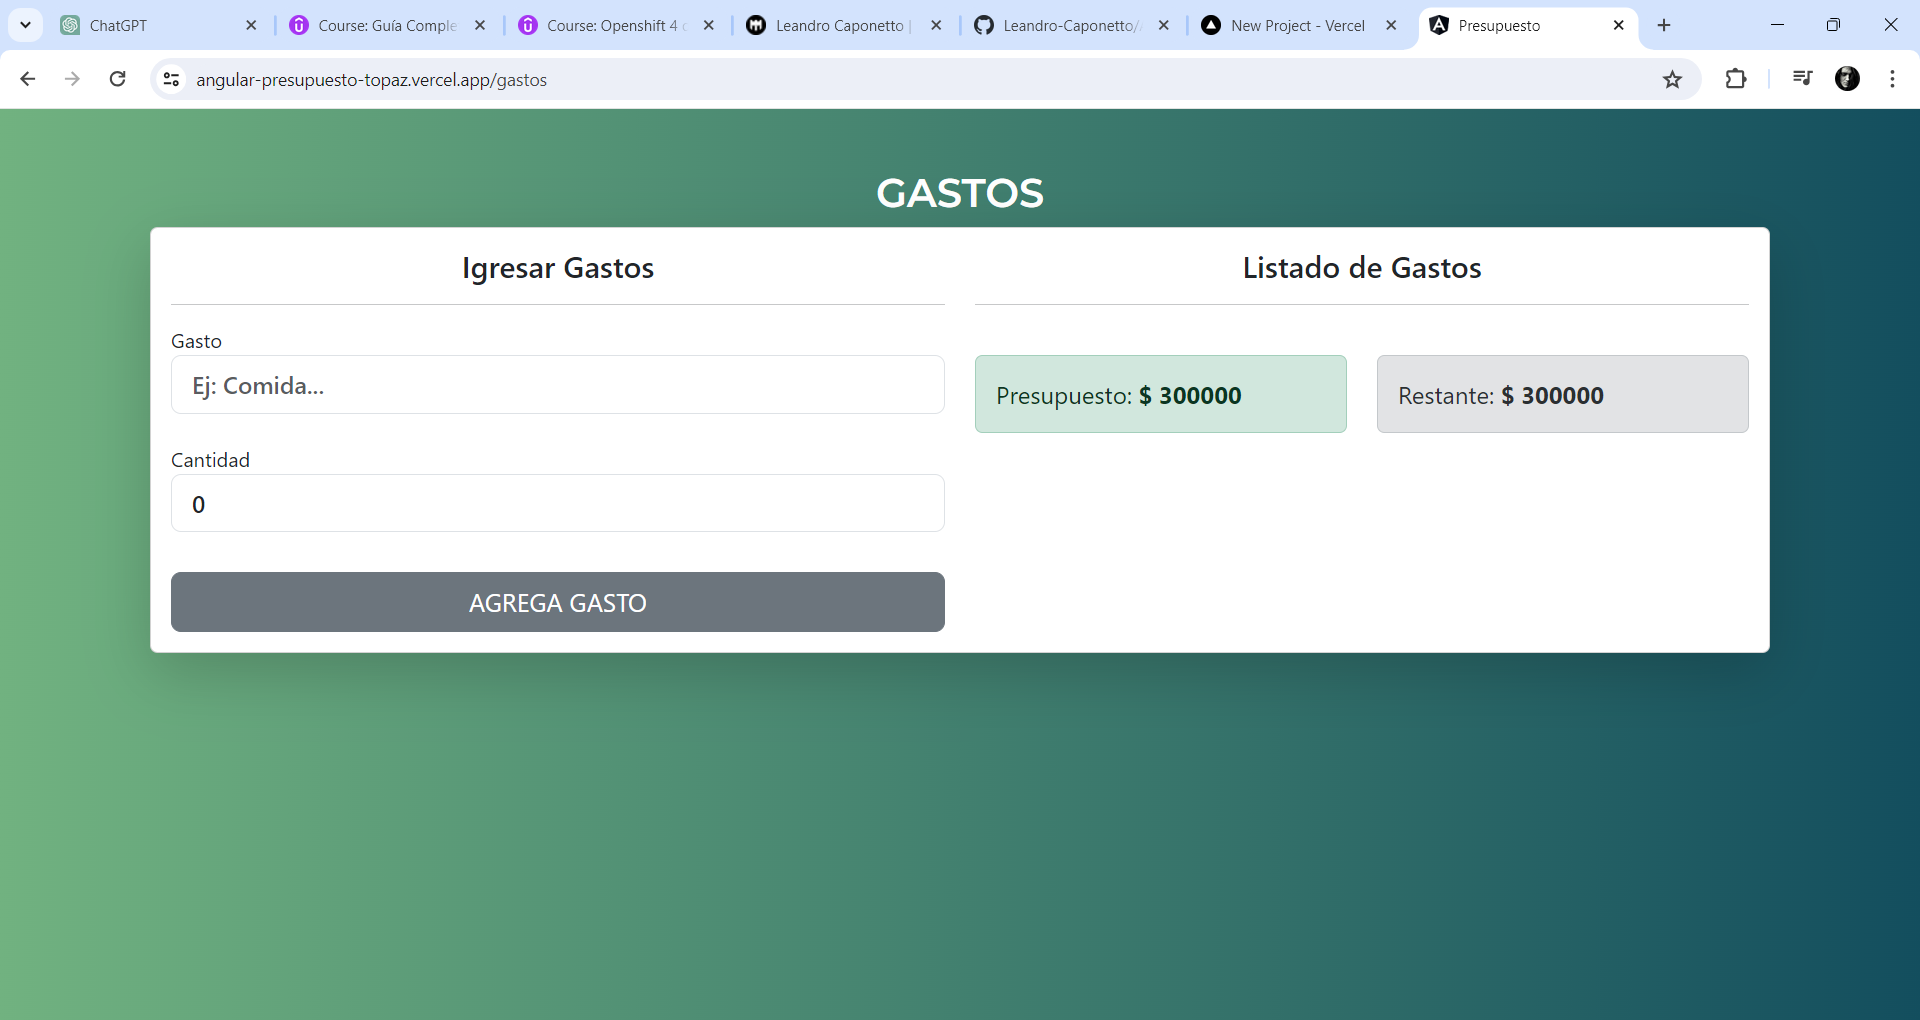 ChatGPT
Course: Guía Comple
Course: Openshift 4 c
Leandro Caponetto |
Leandro-Caponetto/
New Project - Vercel
Presupuesto
angular-presupuesto-topaz.vercel.app/gastos
GASTOS
Igresar Gastos
Gasto
Ej: Comida...
Cantidad
0
AGREGA GASTO
Listado de Gastos
Presupuesto: $ 300000
Restante: $ 300000